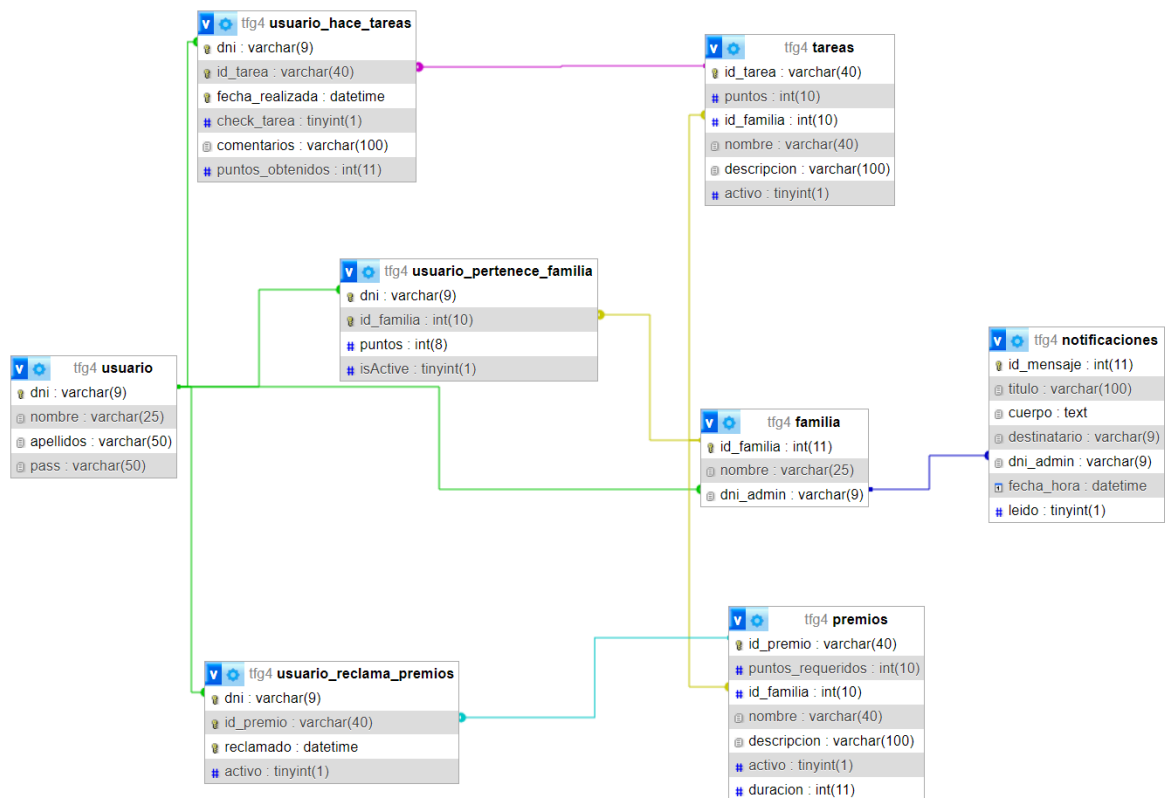 v tfg4 usuario_hace_tareas
dni : varchar(9)
id_tarea : varchar(40)
fecha_realizada : datetime
# check_tarea : tinyint(1)
comentarios : varchar(100)
# puntos_obtenidos : int(11)
v tfg4 tareas
id_tarea : varchar(40)
# puntos : int(10)
# id_familia : int(10)
nombre : varchar(40)
descripcion : varchar(100)
# activo : tinyint(1)
v tfg4 usuario_pertenece_familia
dni : varchar(9)
id_familia : int(10)
# puntos : int(8)
# isActive : tinyint(1)
v tfg4 usuario
dni : varchar(9)
nombre : varchar(25)
apellidos : varchar(50)
pass : varchar(50)
v tfg4 familia
id_familia : int(11)
nombre : varchar(25)
dni_admin : varchar(9)
v tfg4 notificaciones
id_mensaje : int(11)
titulo : varchar(100)
cuerpo : text
destinatario : varchar(9)
dni_admin : varchar(9)
fecha_hora : datetime
# leido : tinyint(1)
v tfg4 usuario_reclama_premios
dni : varchar(9)
id_premio : varchar(40)
reclamado : datetime
# activo : tinyint(1)
v tfg4 premios
id_premio : varchar(40)
# puntos_requeridos : int(10)
# id_familia : int(10)
nombre : varchar(40)
descripcion : varchar(100)
# activo : tinyint(1)
# duracion : int(11)